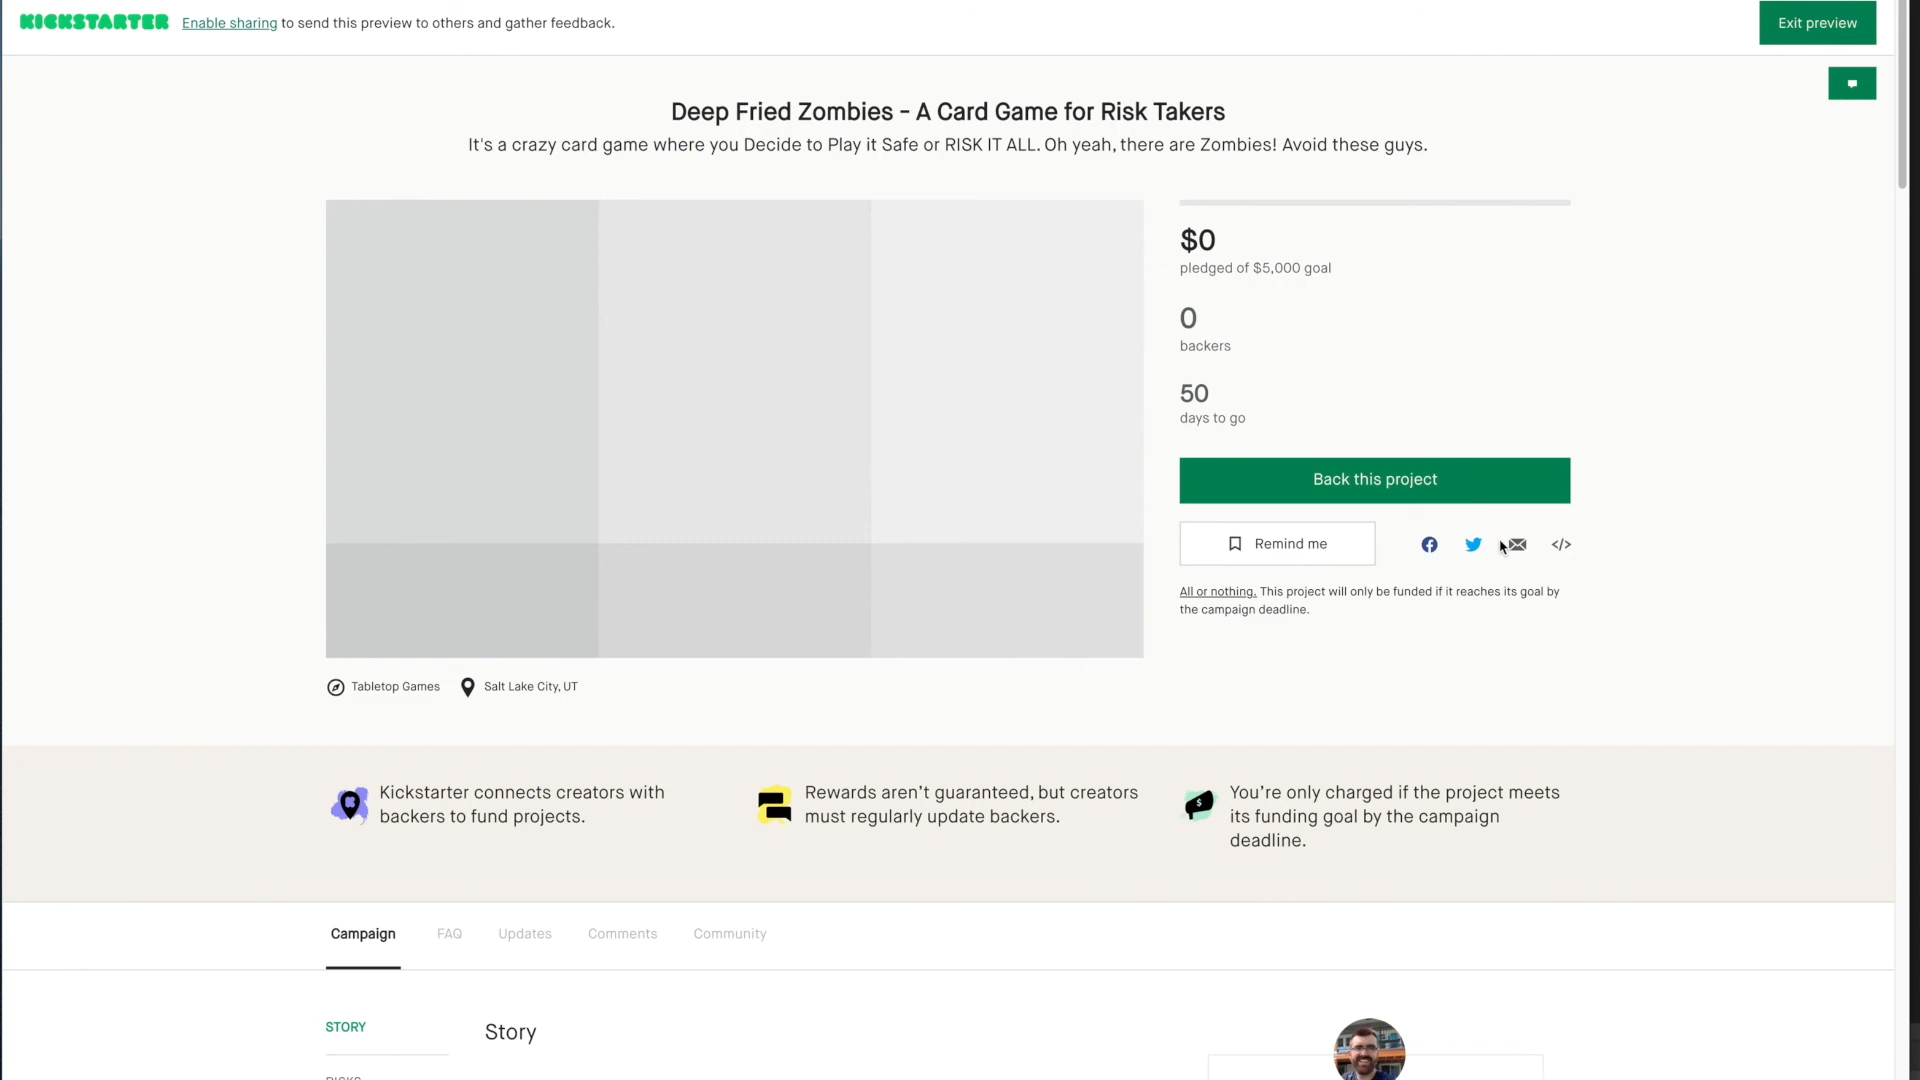 KICKSTARTER Enable sharing to send this preview to others and gather feedback.
Exit preview
Deep Fried Zombies - A Card Game for Risk Takers
It's a crazy card game where you Decide to Play it Safe or RISK IT ALL. Oh yeah, there are Zombies! Avoid these guys.
$0
pledged of $5,000 goal
0
backers
50
days to go
Back this project
Remind me
All or nothing. This project will only be funded if it reaches its goal by
the campaign deadline.
Tabletop Games Salt Lake City, UT
Kickstarter connects creators with
backers to fund projects.
Rewards aren't guaranteed, but creators
must regularly update backers.
You're only charged if the project meets
its funding goal by the campaign
deadline.
Campaign FAQ Updates Comments Community
STORY
Story
RISKS